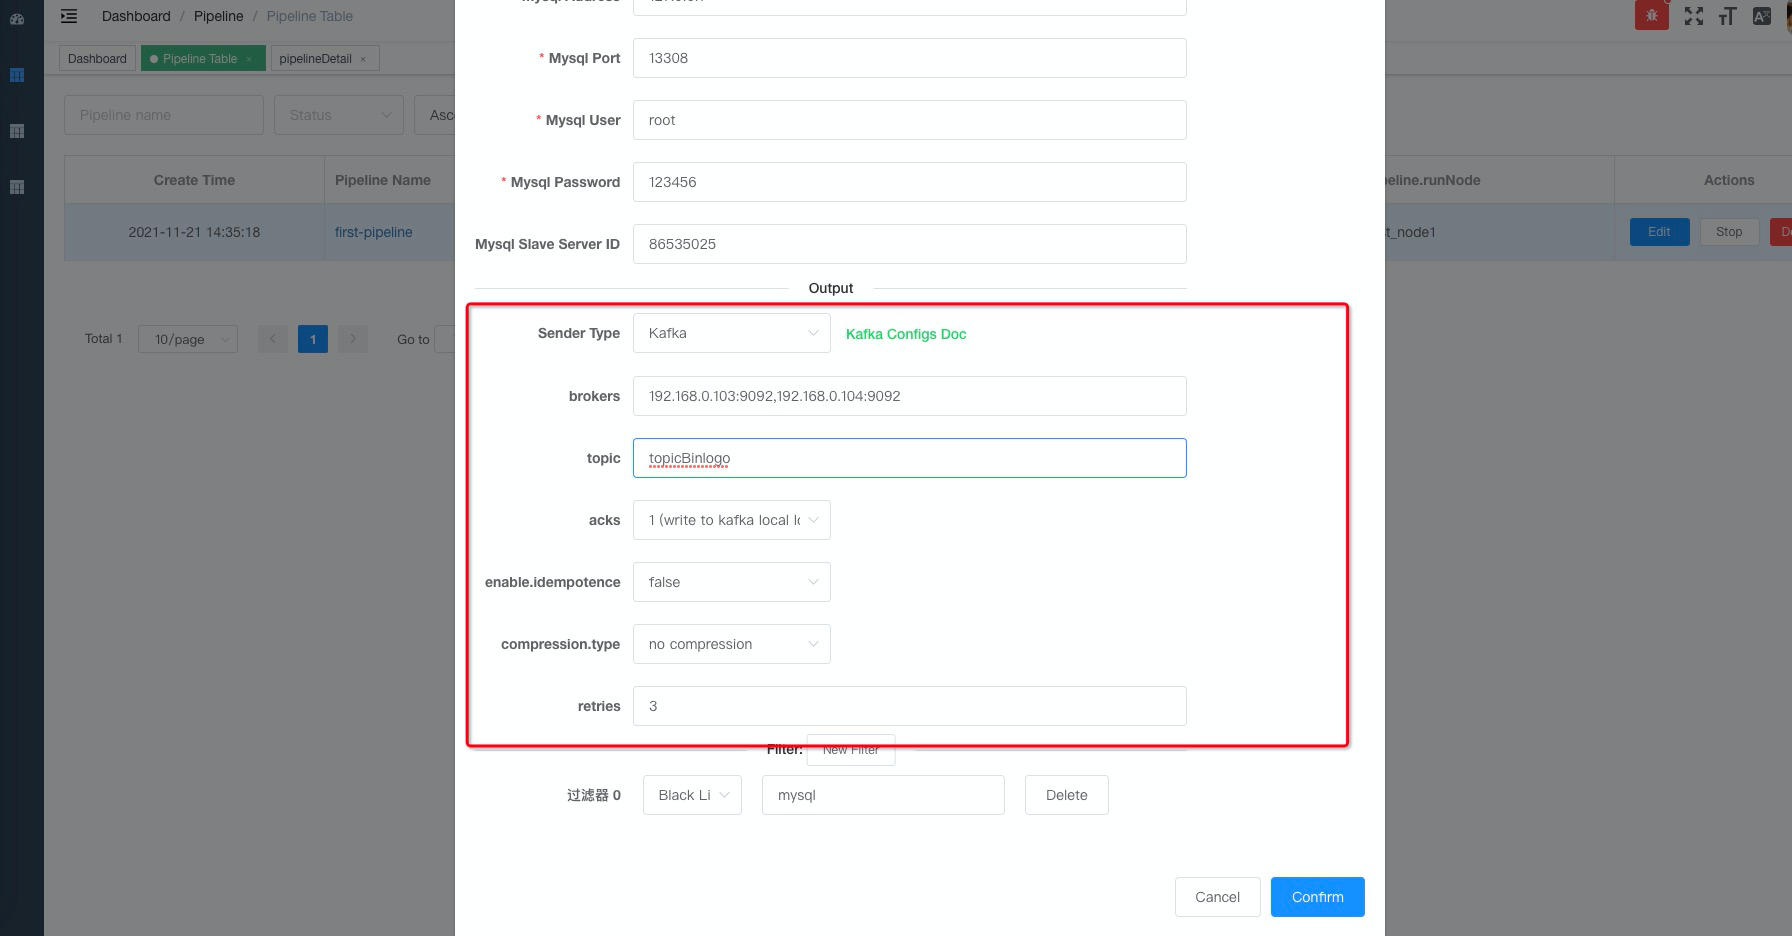 Dashboard / Pipeline / Pipeline Table
Dashboard
Pipeline Table ×
pipelineDetail ×
Pipeline name
Status
Asc
Create Time
Pipeline Name
eline.runNode
Actions
2021-11-21 14:35:18
first-pipeline
t_node1
Edit
Stop
De
Total 1
10/page
<
1
>
Go to
* Mysql Port
13308
* Mysql User
root
* Mysql Password
123456
Mysql Slave Server ID
86535025
Output
Sender Type
Kafka
Kafka Configs Doc
brokers
192.168.0.103:9092,192.168.0.104:9092
topic
topicBinlogo
acks
1 (write to kafka local lo
enable.idempotence
false
compression.type
no compression
retries
3
Filter:
New Filter
过滤器 0
Black Li
mysql
Delete
Cancel
Confirm